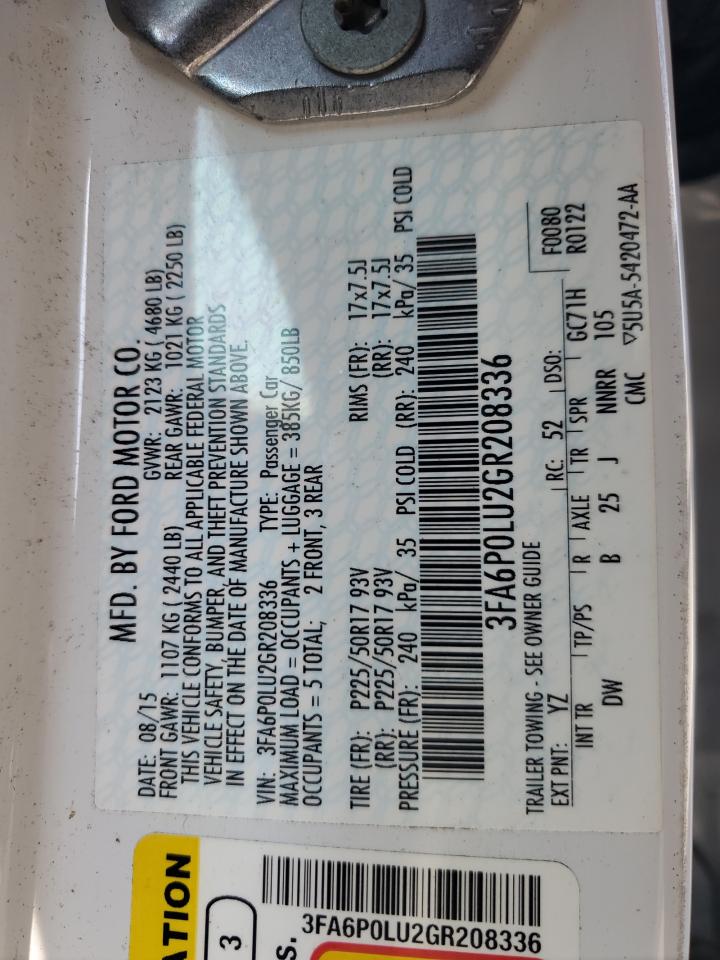 MFD. BY FORD MOTOR CO.
DATE: 08/15 GVWR: 2123 KG ( 4680 LB)
FRONT GAWR: 1107 KG ( 2440 LB) REAR GAWR: 1021 KG ( 2250 LB)
THIS VEHICLE CONFORMS TO ALL APPLICABLE FEDERAL MOTOR
VEHICLE SAFETY, BUMPER, AND THEFT PREVENTION STANDARDS
IN EFFECT ON THE DATE OF MANUFACTURE SHOWN ABOVE.
VIN: 3FA6P0LU2GR208336 TYPE: Passenger Car
MAXIMUM LOAD = OCCUPANTS + LUGGAGE = 385KG/ 850LB
OCCUPANTS = 5 TOTAL; 2 FRONT, 3 REAR
TIRE (FR): P225/50R17 93V RIMS (FR): 17x7.5J
(RR): P225/50R17 93V (RR): 17x7.5J
PRESSURE (FR): 240 kPa/ 35 PSI COLD (RR): 240 kPa/ 35 PSI COLD
3FA6P0LU2GR208336
TRAILER TOWING - SEE OWNER GUIDE F0080
EXT PNT: YZ RC: 52 DSO: R0122
INT TR TP/PS R AXLE TR SPR GC71H
DW B 25 J NNRR 105
CMC ▽5U5A-5420472-AA
ATION
3
S.
3FA6P0LU2GR208336